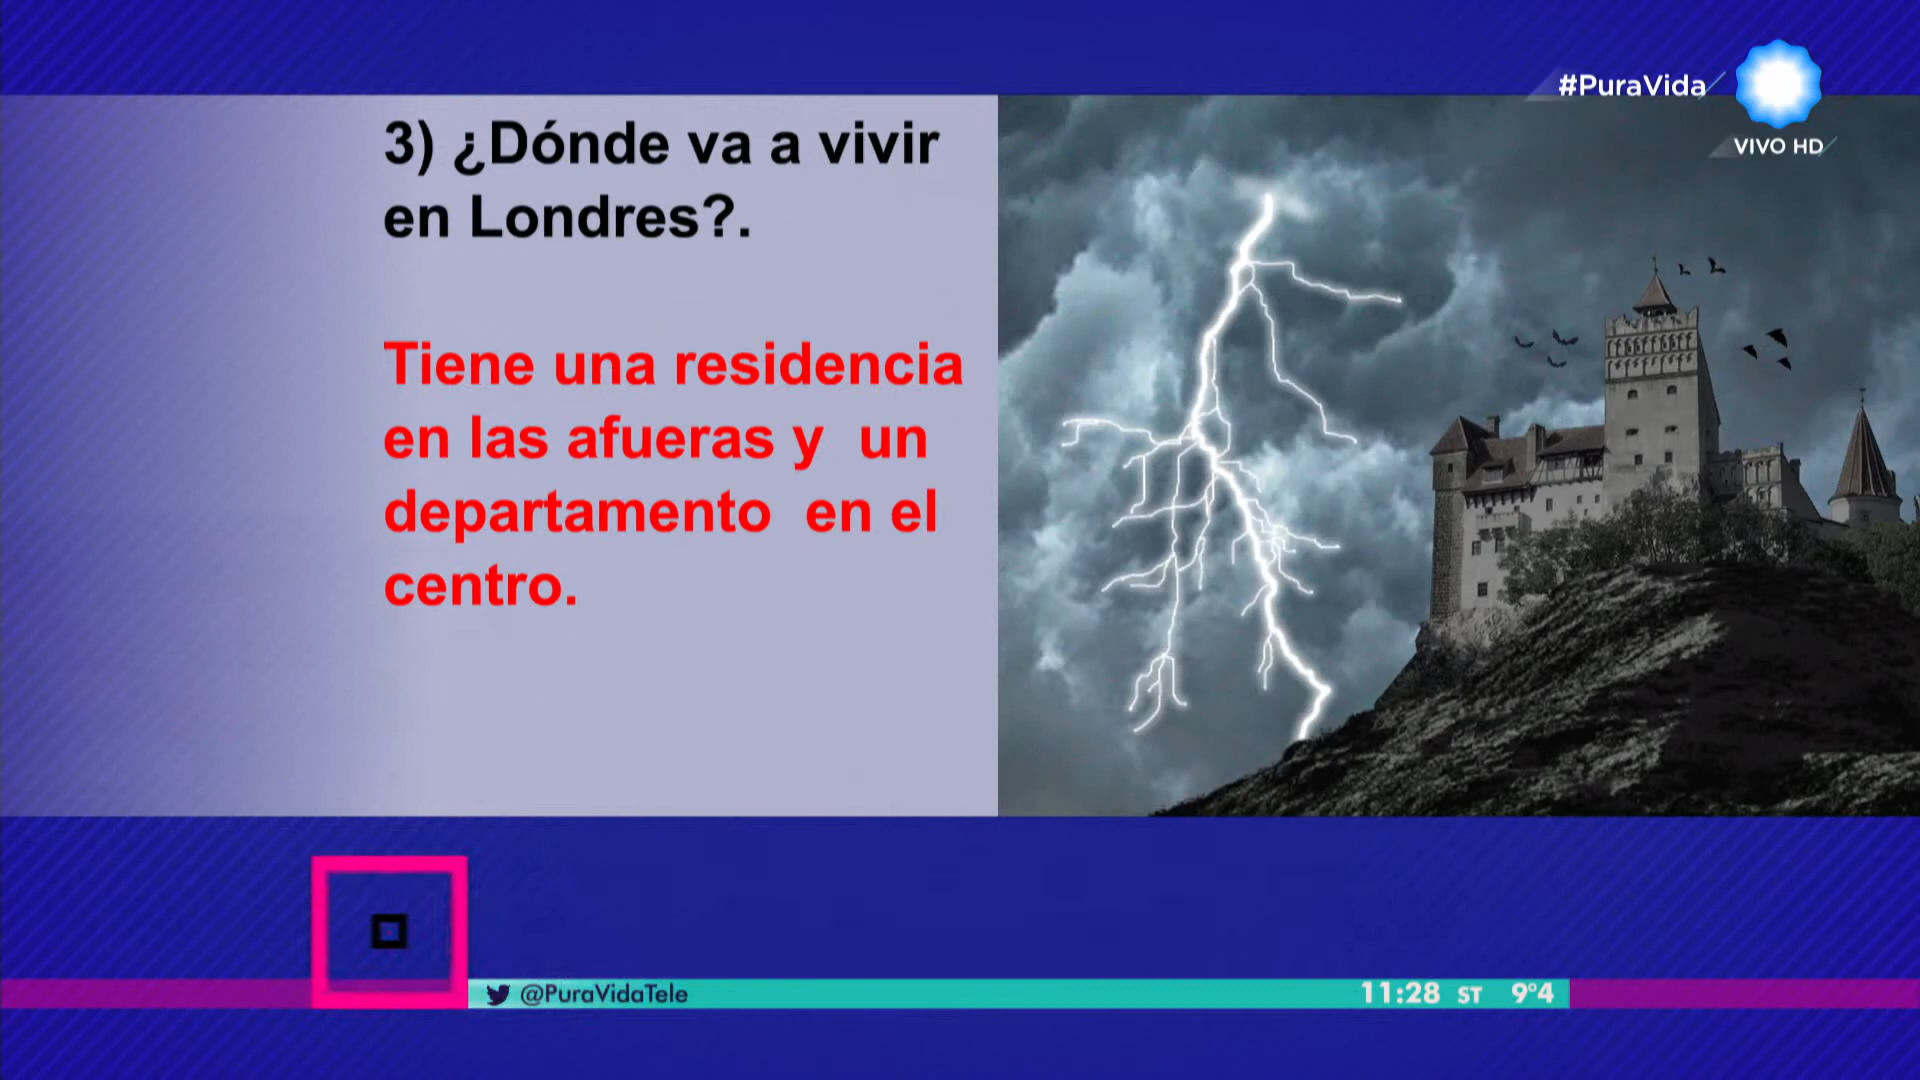 #PuraVida
VIVO HD
3) ¿Dónde va a vivir
en Londres?.
Tiene una residencia
en las afueras y  un
departamento  en el
centro.
@PuraVidaTele
11:28 ST 9°4